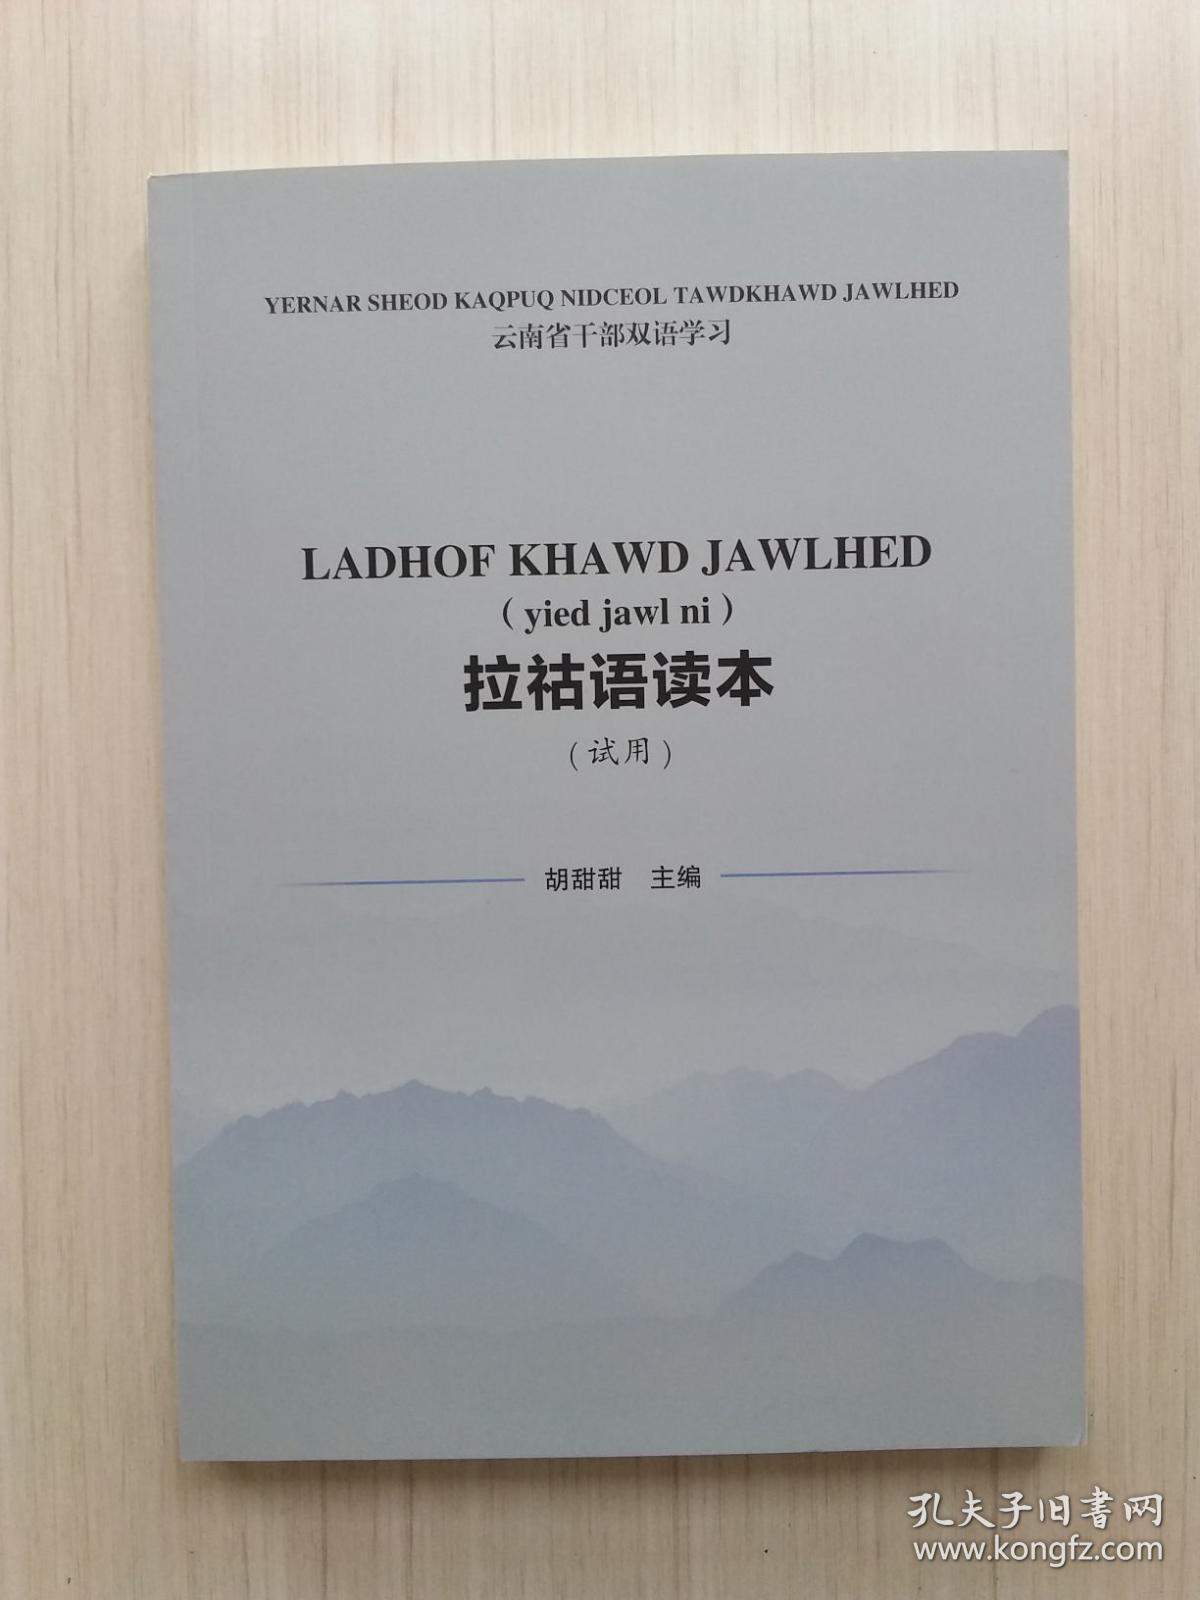 YERNAR SHEOD KAQPUQ NIDCEOL TAWDKHAWD JAWLHED
云南省干部双语学习
LADHOF KHAWD JAWLHED
（yied jawl ni）
拉祜语读本
（试用）
胡甜甜 主编
孔夫子旧书网
www.kongfz.com